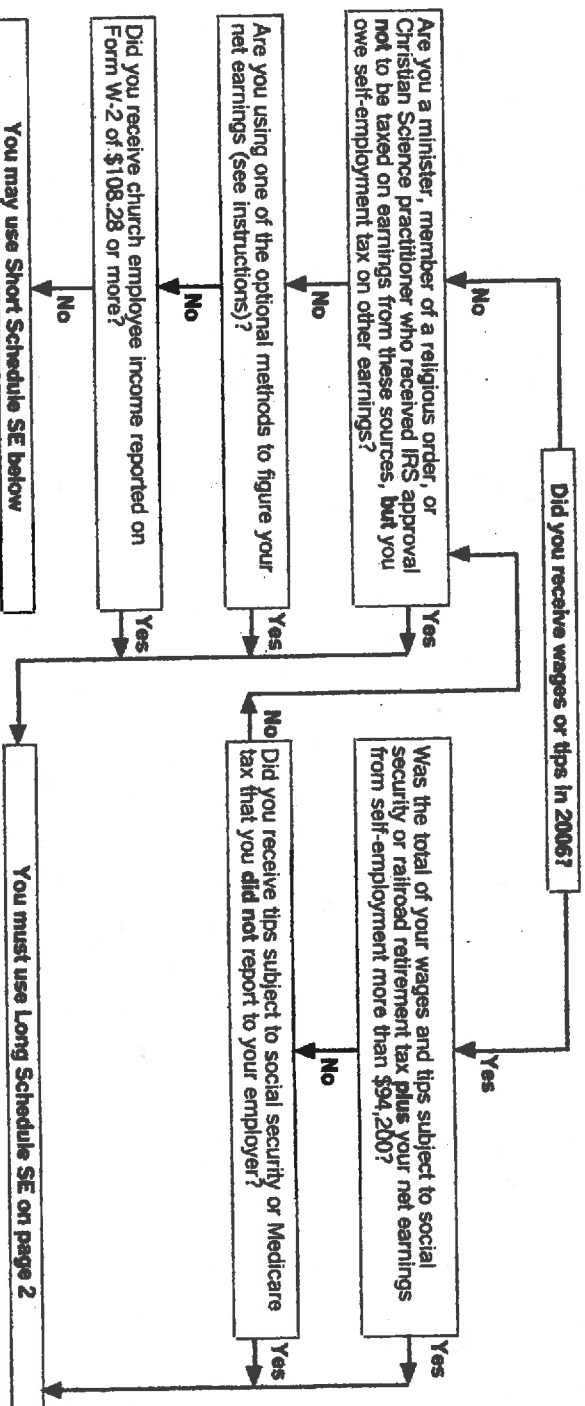 Did you receive wages or tips in 2006?
No
Yes
Are you a minister, member of a religious order, or
Christian Science practitioner who received IRS approval
not to be taxed on earnings from these sources, but you
owe self-employment tax on other earnings?
Yes
No
Are you using one of the optional methods to figure your
net earnings (see instructions)?
Yes
No
Did you receive church employee income reported on
Form W-2 of $108.28 or more?
Yes
No
You may use Short Schedule SE below
Was the total of your wages and tips subject to social
security or railroad retirement tax plus your net earnings
from self-employment more than $94,200?
Yes
No
Did you receive tips subject to social security or Medicare
tax that you did not report to your employer?
No
Yes
You must use Long Schedule SE on page 2